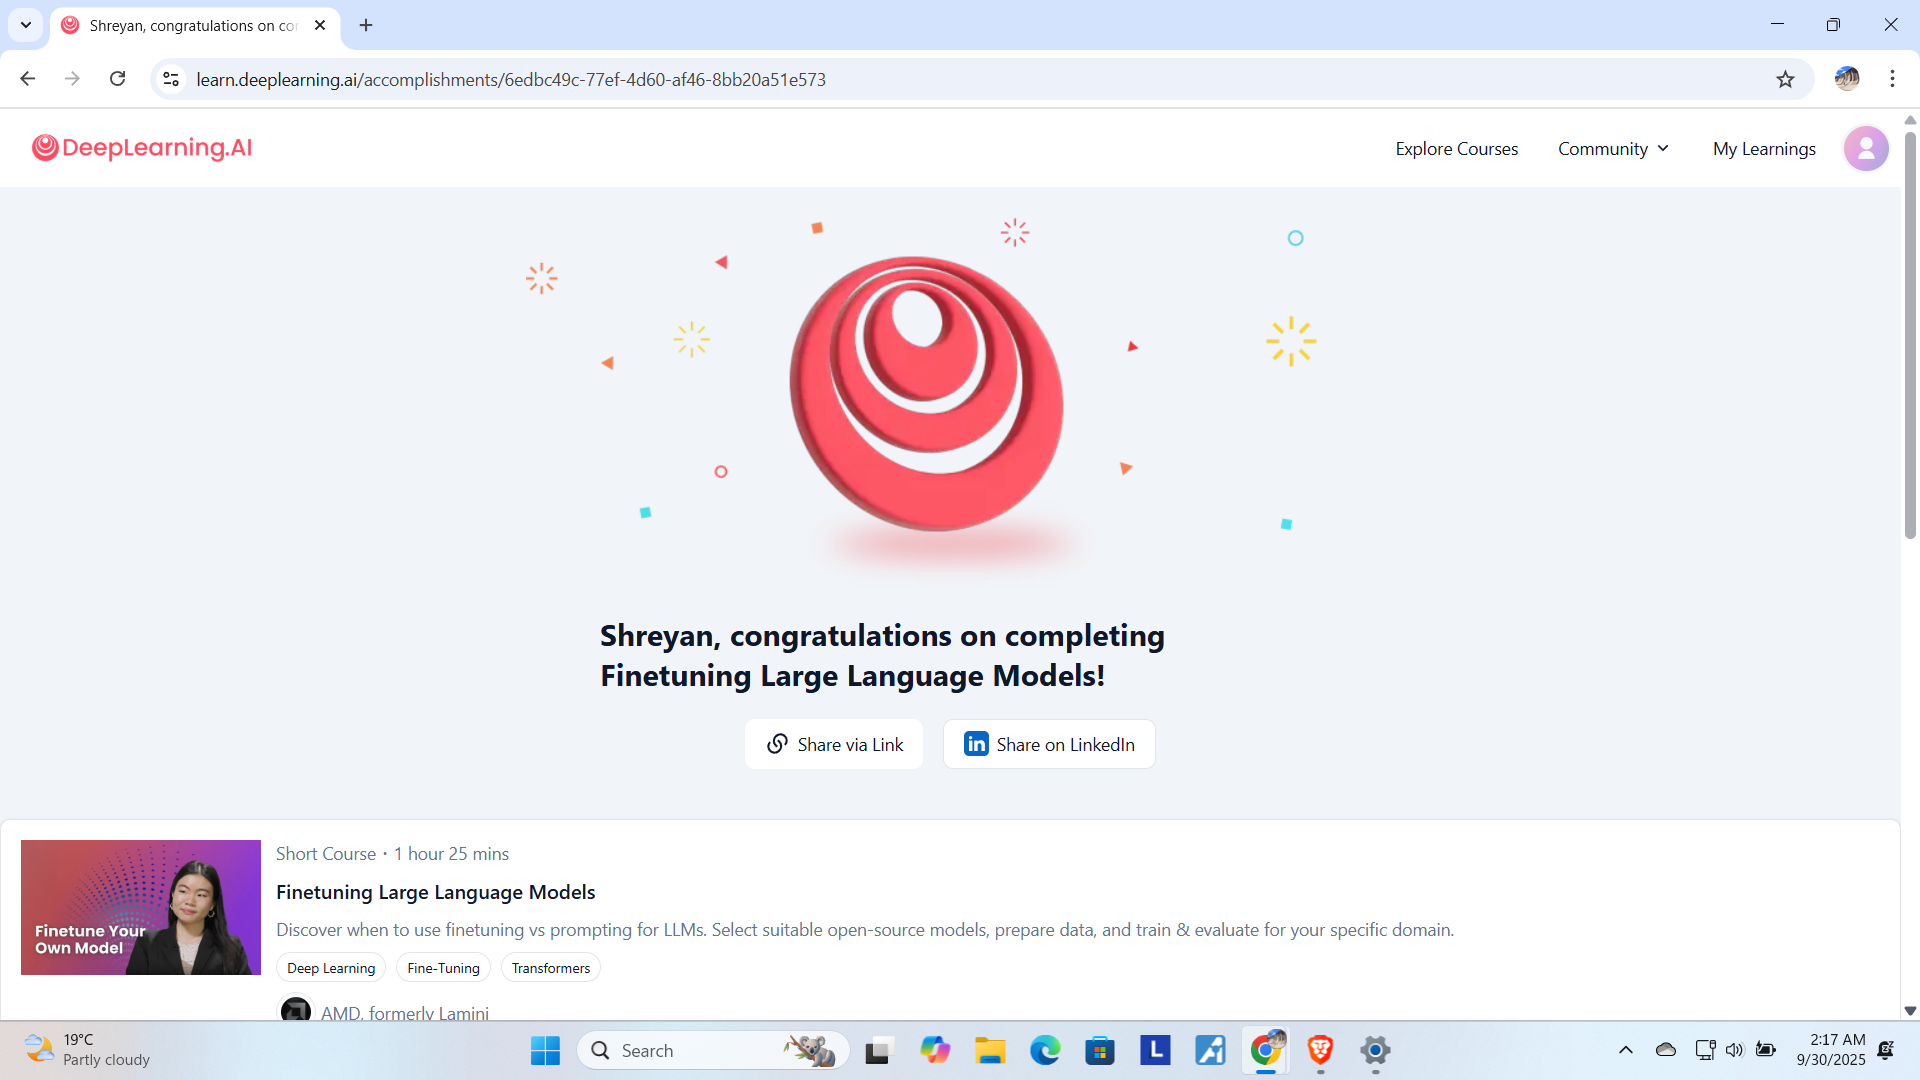 Shreyan, congratulations on cor
learn.deeplearning.ai/accomplishments/6edbc49c-77ef-4d60-af46-8bb20a51e573
DeepLearning.AI
Explore Courses
Community
My Learnings
Shreyan, congratulations on completing
Finetuning Large Language Models!
Share via Link
in Share on LinkedIn
Short Course · 1 hour 25 mins
Finetuning Large Language Models
Discover when to use finetuning vs prompting for LLMs. Select suitable open-source models, prepare data, and train & evaluate for your specific domain.
Finetune Your
Own Model
Deep Learning
Fine-Tuning
Transformers
AMD, formerly Lamini
19°C
Partly cloudy
Search
L
2:17 AM
9/30/2025